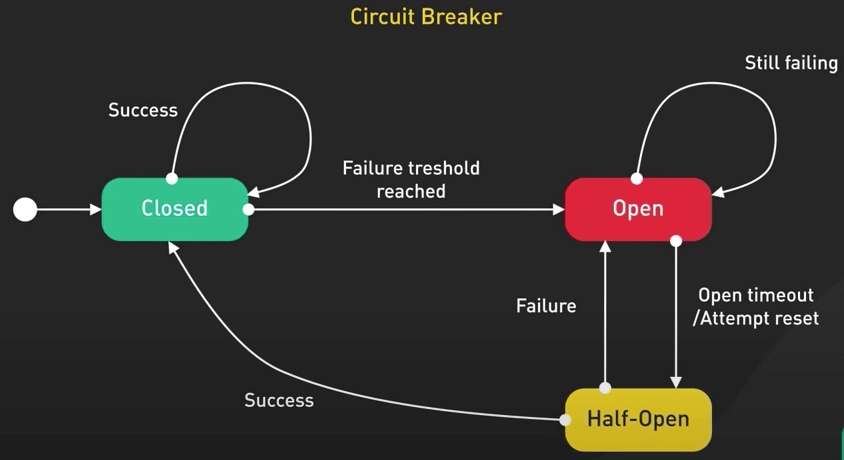 Circuit Breaker
Still failing
Success
Failure treshold
reached
Closed
Open
Failure
Open timeout
/Attempt reset
Success
Half-Open